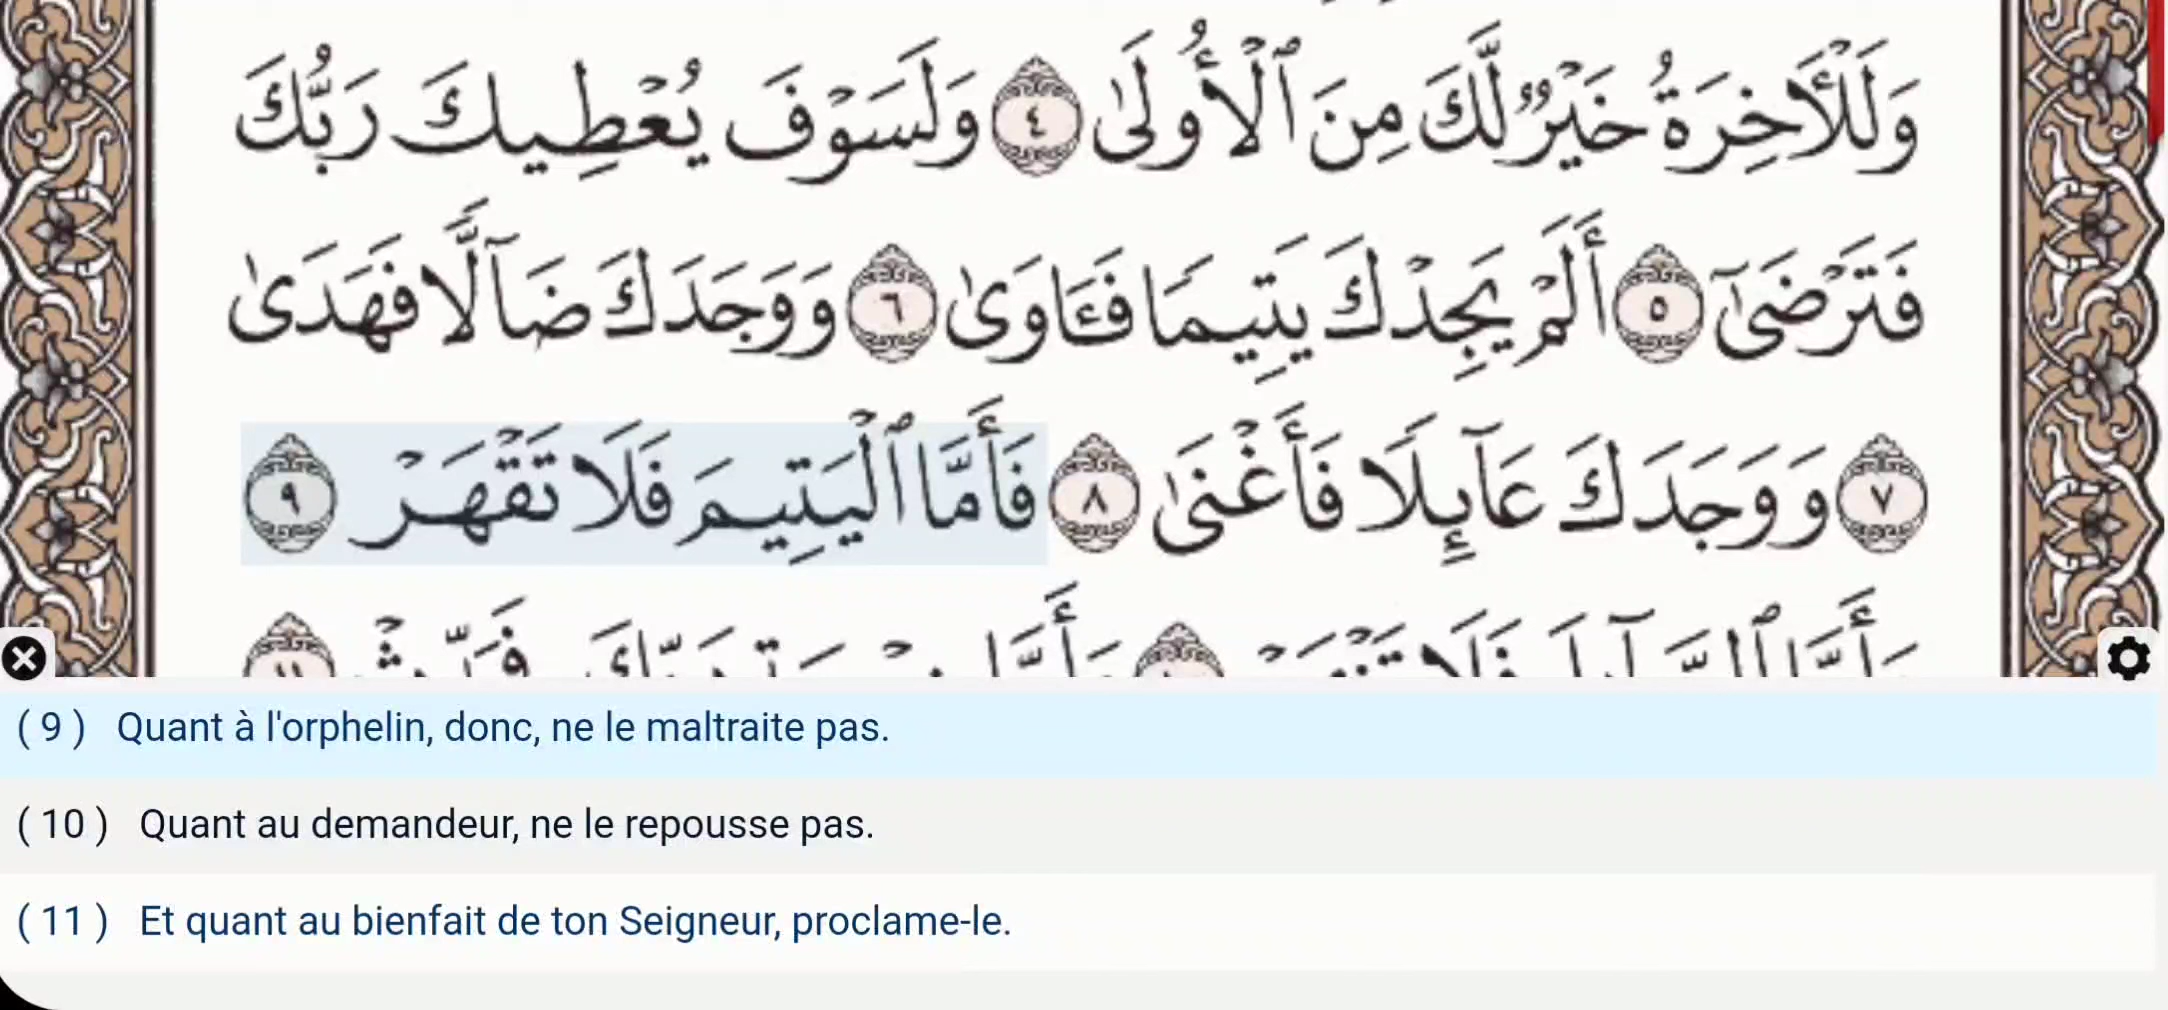 وَلَلْأَخِرَةُ خَيْرٌ لَّكَ مِنَ ٱلْأُولَىٰ ٤ وَلَسَوْفَ يُعْطِيكَ رَبُّكَ
فَتَرْضَىٰٓ ٥ أَلَمْ يَجِدْكَ يَتِيمًا فَـَٔاوَىٰ ٦ وَوَجَدَكَ ضَآلًّا فَهَدَىٰ
٧ وَوَجَدَكَ عَآئِلًا فَأَغْنَىٰ ٨ فَأَمَّا ٱلْيَتِيمَ فَلَا تَقْهَرْ ٩
( 9 ) Quant à l'orphelin, donc, ne le maltraite pas.
( 10 ) Quant au demandeur, ne le repousse pas.
( 11 ) Et quant au bienfait de ton Seigneur, proclame-le.